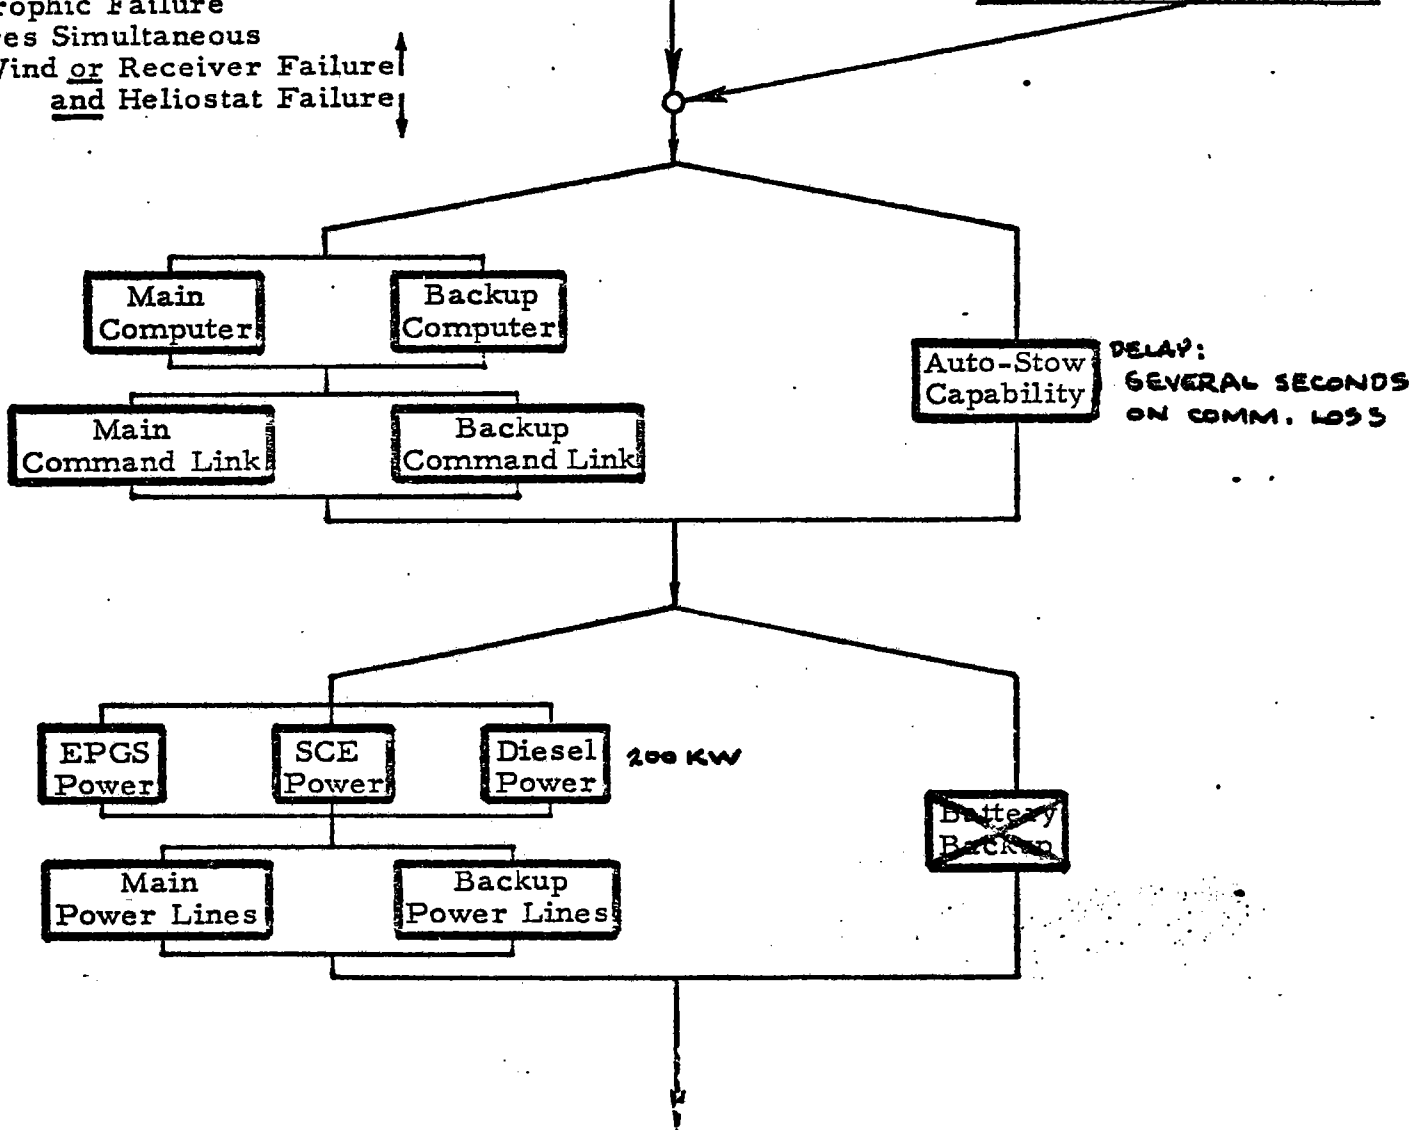 rophic Failure
res Simultaneous
Wind or Receiver Failure
and Heliostat Failure
Main
Computer
Backup
Computer
Auto-Stow
Capability
DELAY:
SEVERAL SECONDS
ON COMM. LOSS
Main
Command Link
Backup
Command Link
EPGS
Power
SCE
Power
Diesel
Power
200 KW
Battery
Backup
Main
Power Lines
Backup
Power Lines